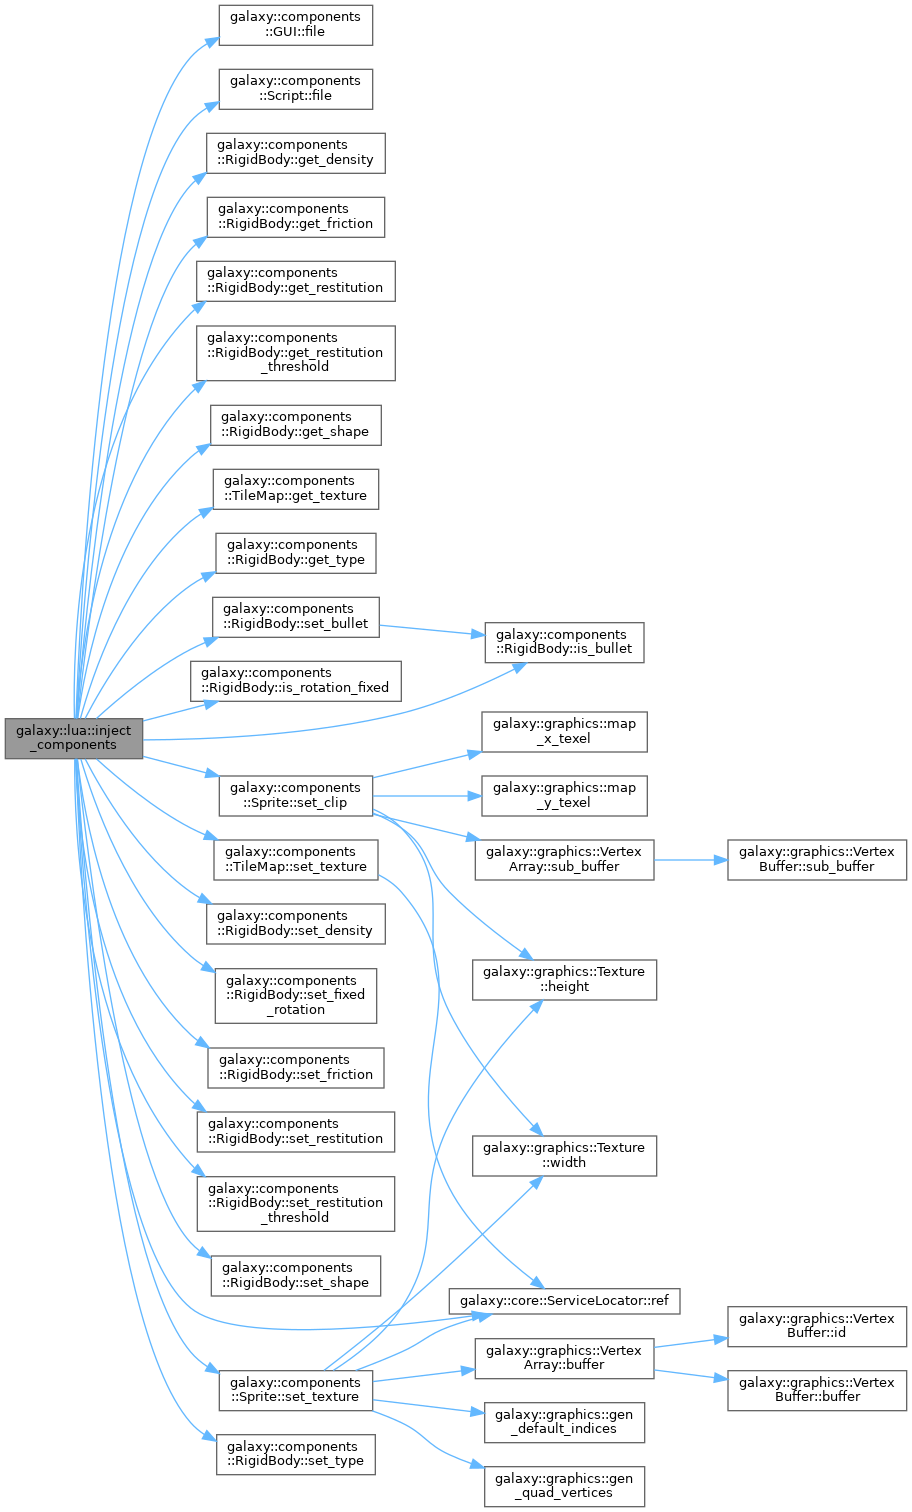 galaxy::components
::GUI::file
galaxy::components
::Script::file
galaxy::components
::RigidBody::get_density
galaxy::components
::RigidBody::get_friction
galaxy::components
::RigidBody::get_restitution
galaxy::components
::RigidBody::get_restitution
_threshold
galaxy::components
::RigidBody::get_shape
galaxy::components
::TileMap::get_texture
galaxy::components
::RigidBody::get_type
galaxy::components
::RigidBody::set_bullet
galaxy::components
::RigidBody::is_bullet
galaxy::components
::RigidBody::is_rotation_fixed
galaxy::lua::inject
_components
galaxy::graphics::map
_x_texel
galaxy::components
::Sprite::set_clip
galaxy::graphics::map
_y_texel
galaxy::components
::TileMap::set_texture
galaxy::graphics::Vertex
Array::sub_buffer
galaxy::graphics::Vertex
Buffer::sub_buffer
galaxy::components
::RigidBody::set_density
galaxy::graphics::Texture
::height
galaxy::components
::RigidBody::set_fixed
_rotation
galaxy::components
::RigidBody::set_friction
galaxy::components
::RigidBody::set_restitution
galaxy::graphics::Texture
::width
galaxy::components
::RigidBody::set_restitution
_threshold
galaxy::components
::RigidBody::set_shape
galaxy::core::ServiceLocator::ref
galaxy::graphics::Vertex
Buffer::id
galaxy::graphics::Vertex
Array::buffer
galaxy::components
::Sprite::set_texture
galaxy::graphics::Vertex
Buffer::buffer
galaxy::graphics::gen
_default_indices
galaxy::components
::RigidBody::set_type
galaxy::graphics::gen
_quad_vertices